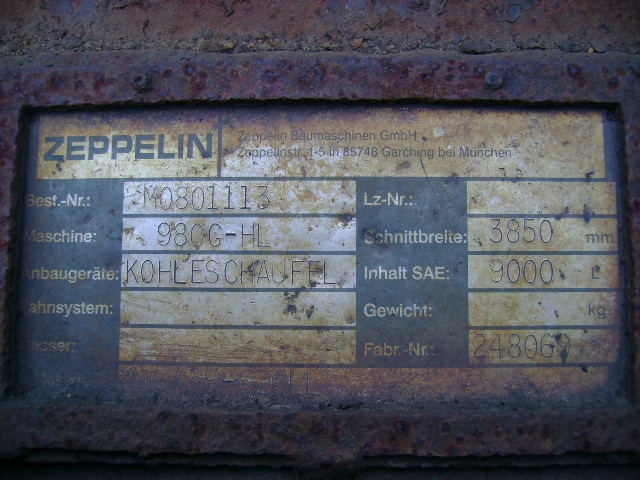 ZEPPELIN
Zeppelin Baumaschinen GmbH
Zeppelinstr. 1-5 in 85748 Garching bei München
Best.-Nr.: M0801113 Lz-Nr.:
Maschine: 980G-HL Schnittbreite: 3850 mm
Anbaugeräte: KOHLESCHAUFEL Inhalt SAE: 9000 L
Zahnsystem: Gewicht: kg
Fabr.-Nr.: 248069